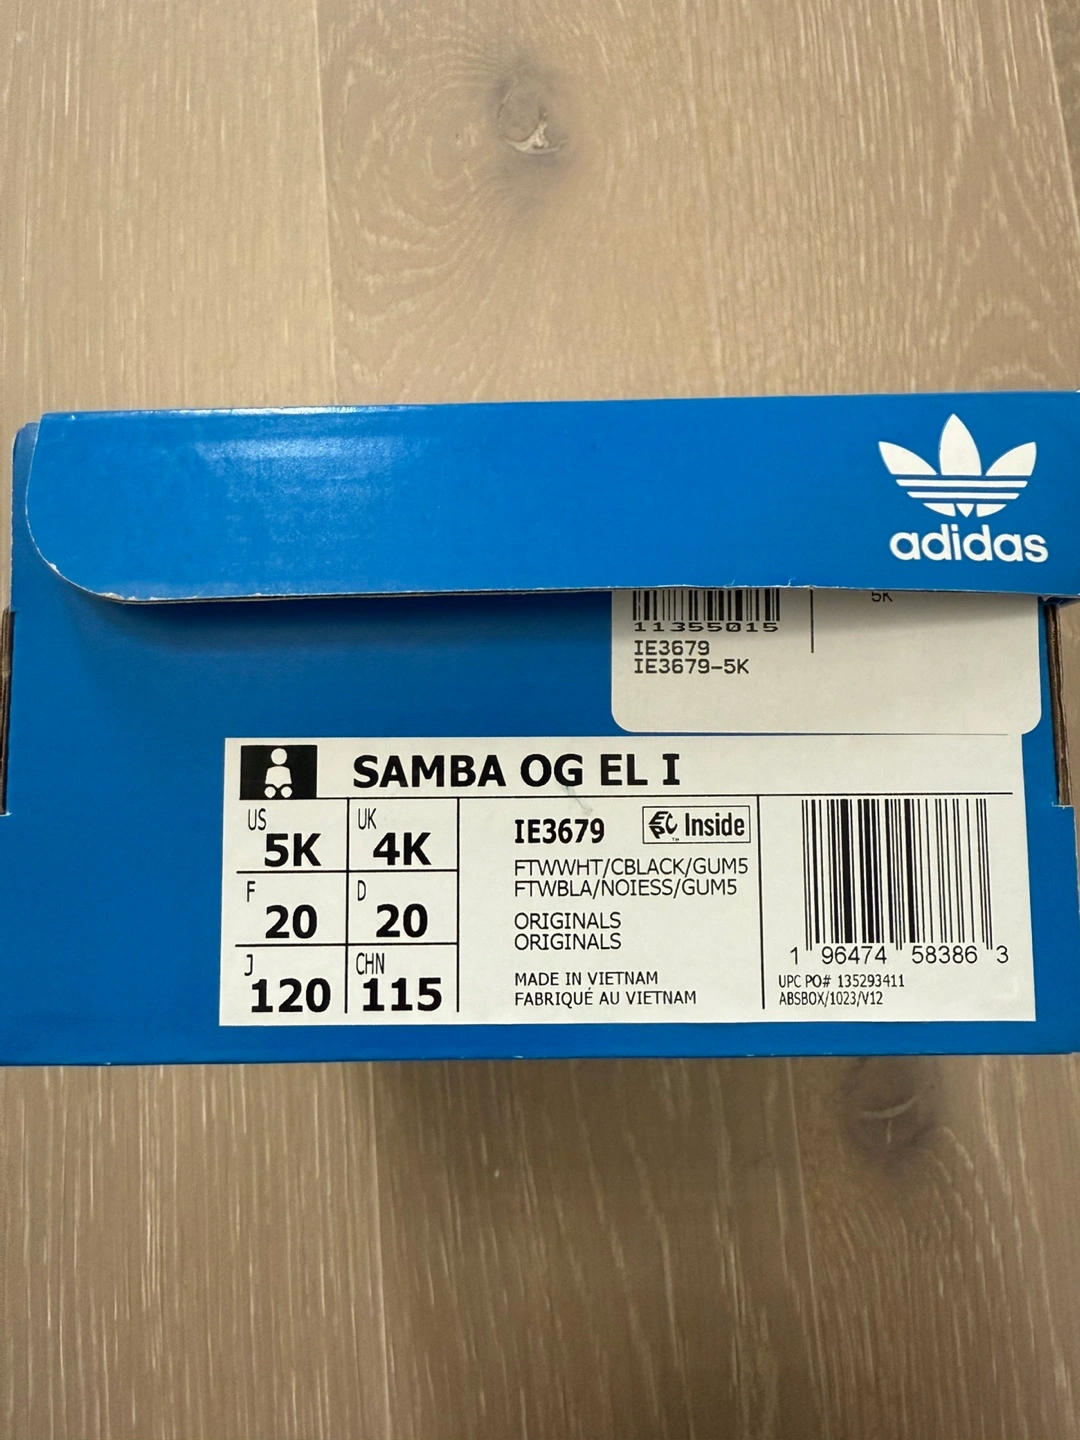 adidas
5K
11355015
IE3679
IE3679-5K
SAMBA OG EL I
US 5K
UK 4K
F 20
D 20
J 120
CHN 115
IE3679
Inside
FTWWHT/CBLACK/GUM5
FTWBLA/NOIESS/GUM5
ORIGINALS
ORIGINALS
MADE IN VIETNAM
FABRIQUÉ AU VIETNAM
1 96474 58386 3
UPC PO# 135293411
ABSBOX/1023/V12